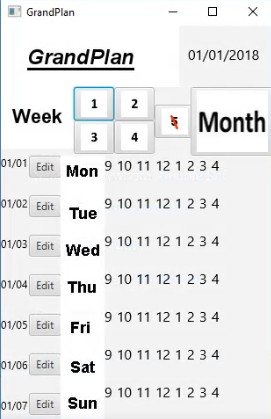 GrandPlan
GrandPlan 01/01/2018
Week 1 2 5 Month
3 4
01/01 Edit Mon 9 10 11 12 1 2 3 4
01/02 Edit Tue 9 10 11 12 1 2 3 4
01/03 Edit Wed 9 10 11 12 1 2 3 4
01/04 Edit Thu 9 10 11 12 1 2 3 4
01/05 Edit Fri 9 10 11 12 1 2 3 4
01/06 Edit Sat 9 10 11 12 1 2 3 4
01/07 Edit Sun 9 10 11 12 1 2 3 4